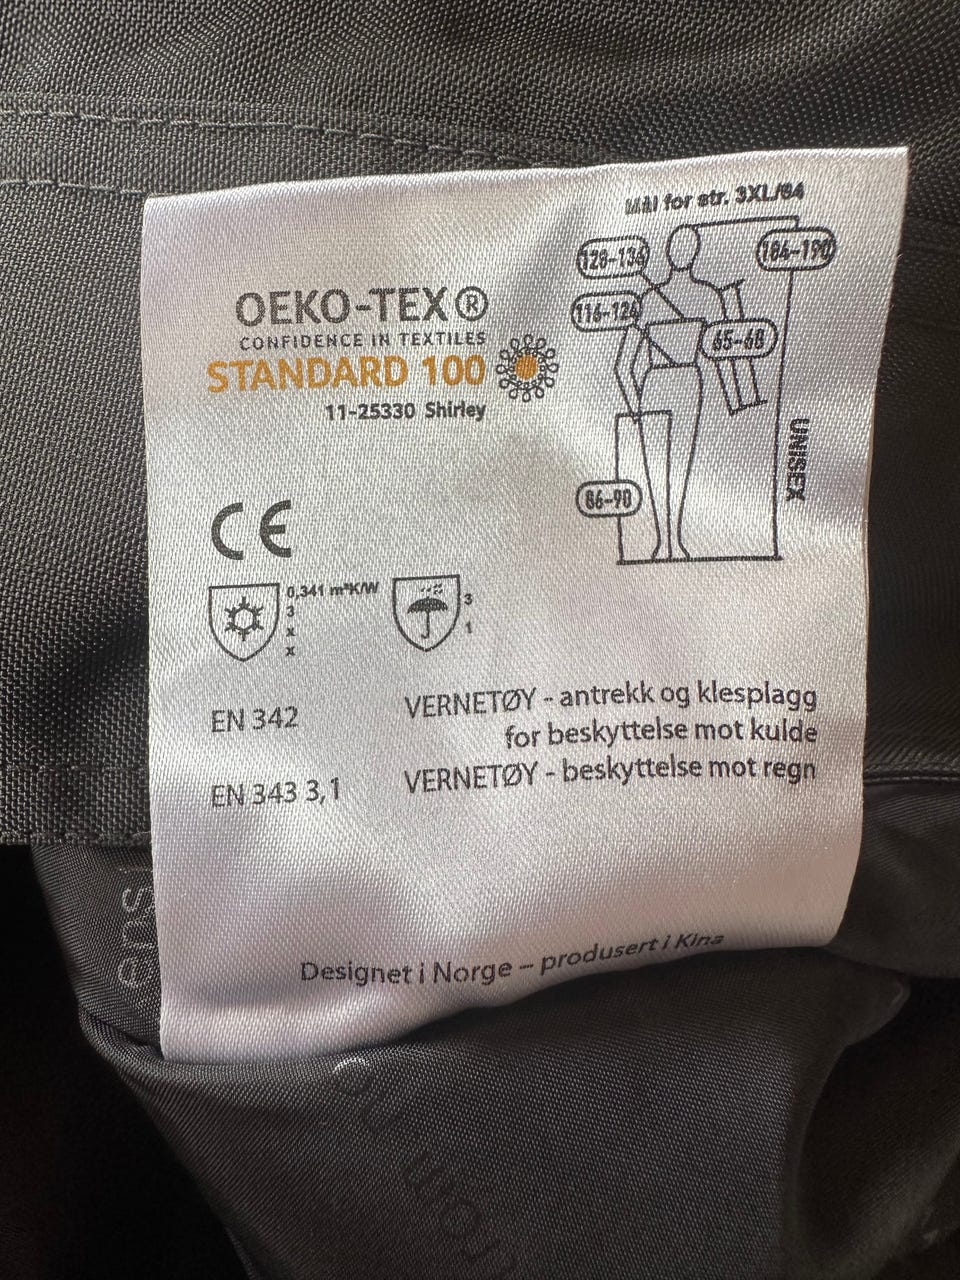 Mål for str. 3XL/64
128-136
184-190
116-124
65-68
86-90
UNISEX
OEKO-TEX®
CONFIDENCE IN TEXTILES
STANDARD 100
11-25330 Shirley
CE
0,341 m²K/W
3
x
x
3
1
EN 342
VERNETØY - antrekk og klesplagg
for beskyttelse mot kulde
EN 343 3,1
VERNETØY - beskyttelse mot regn
Designet i Norge – produsert i Kina